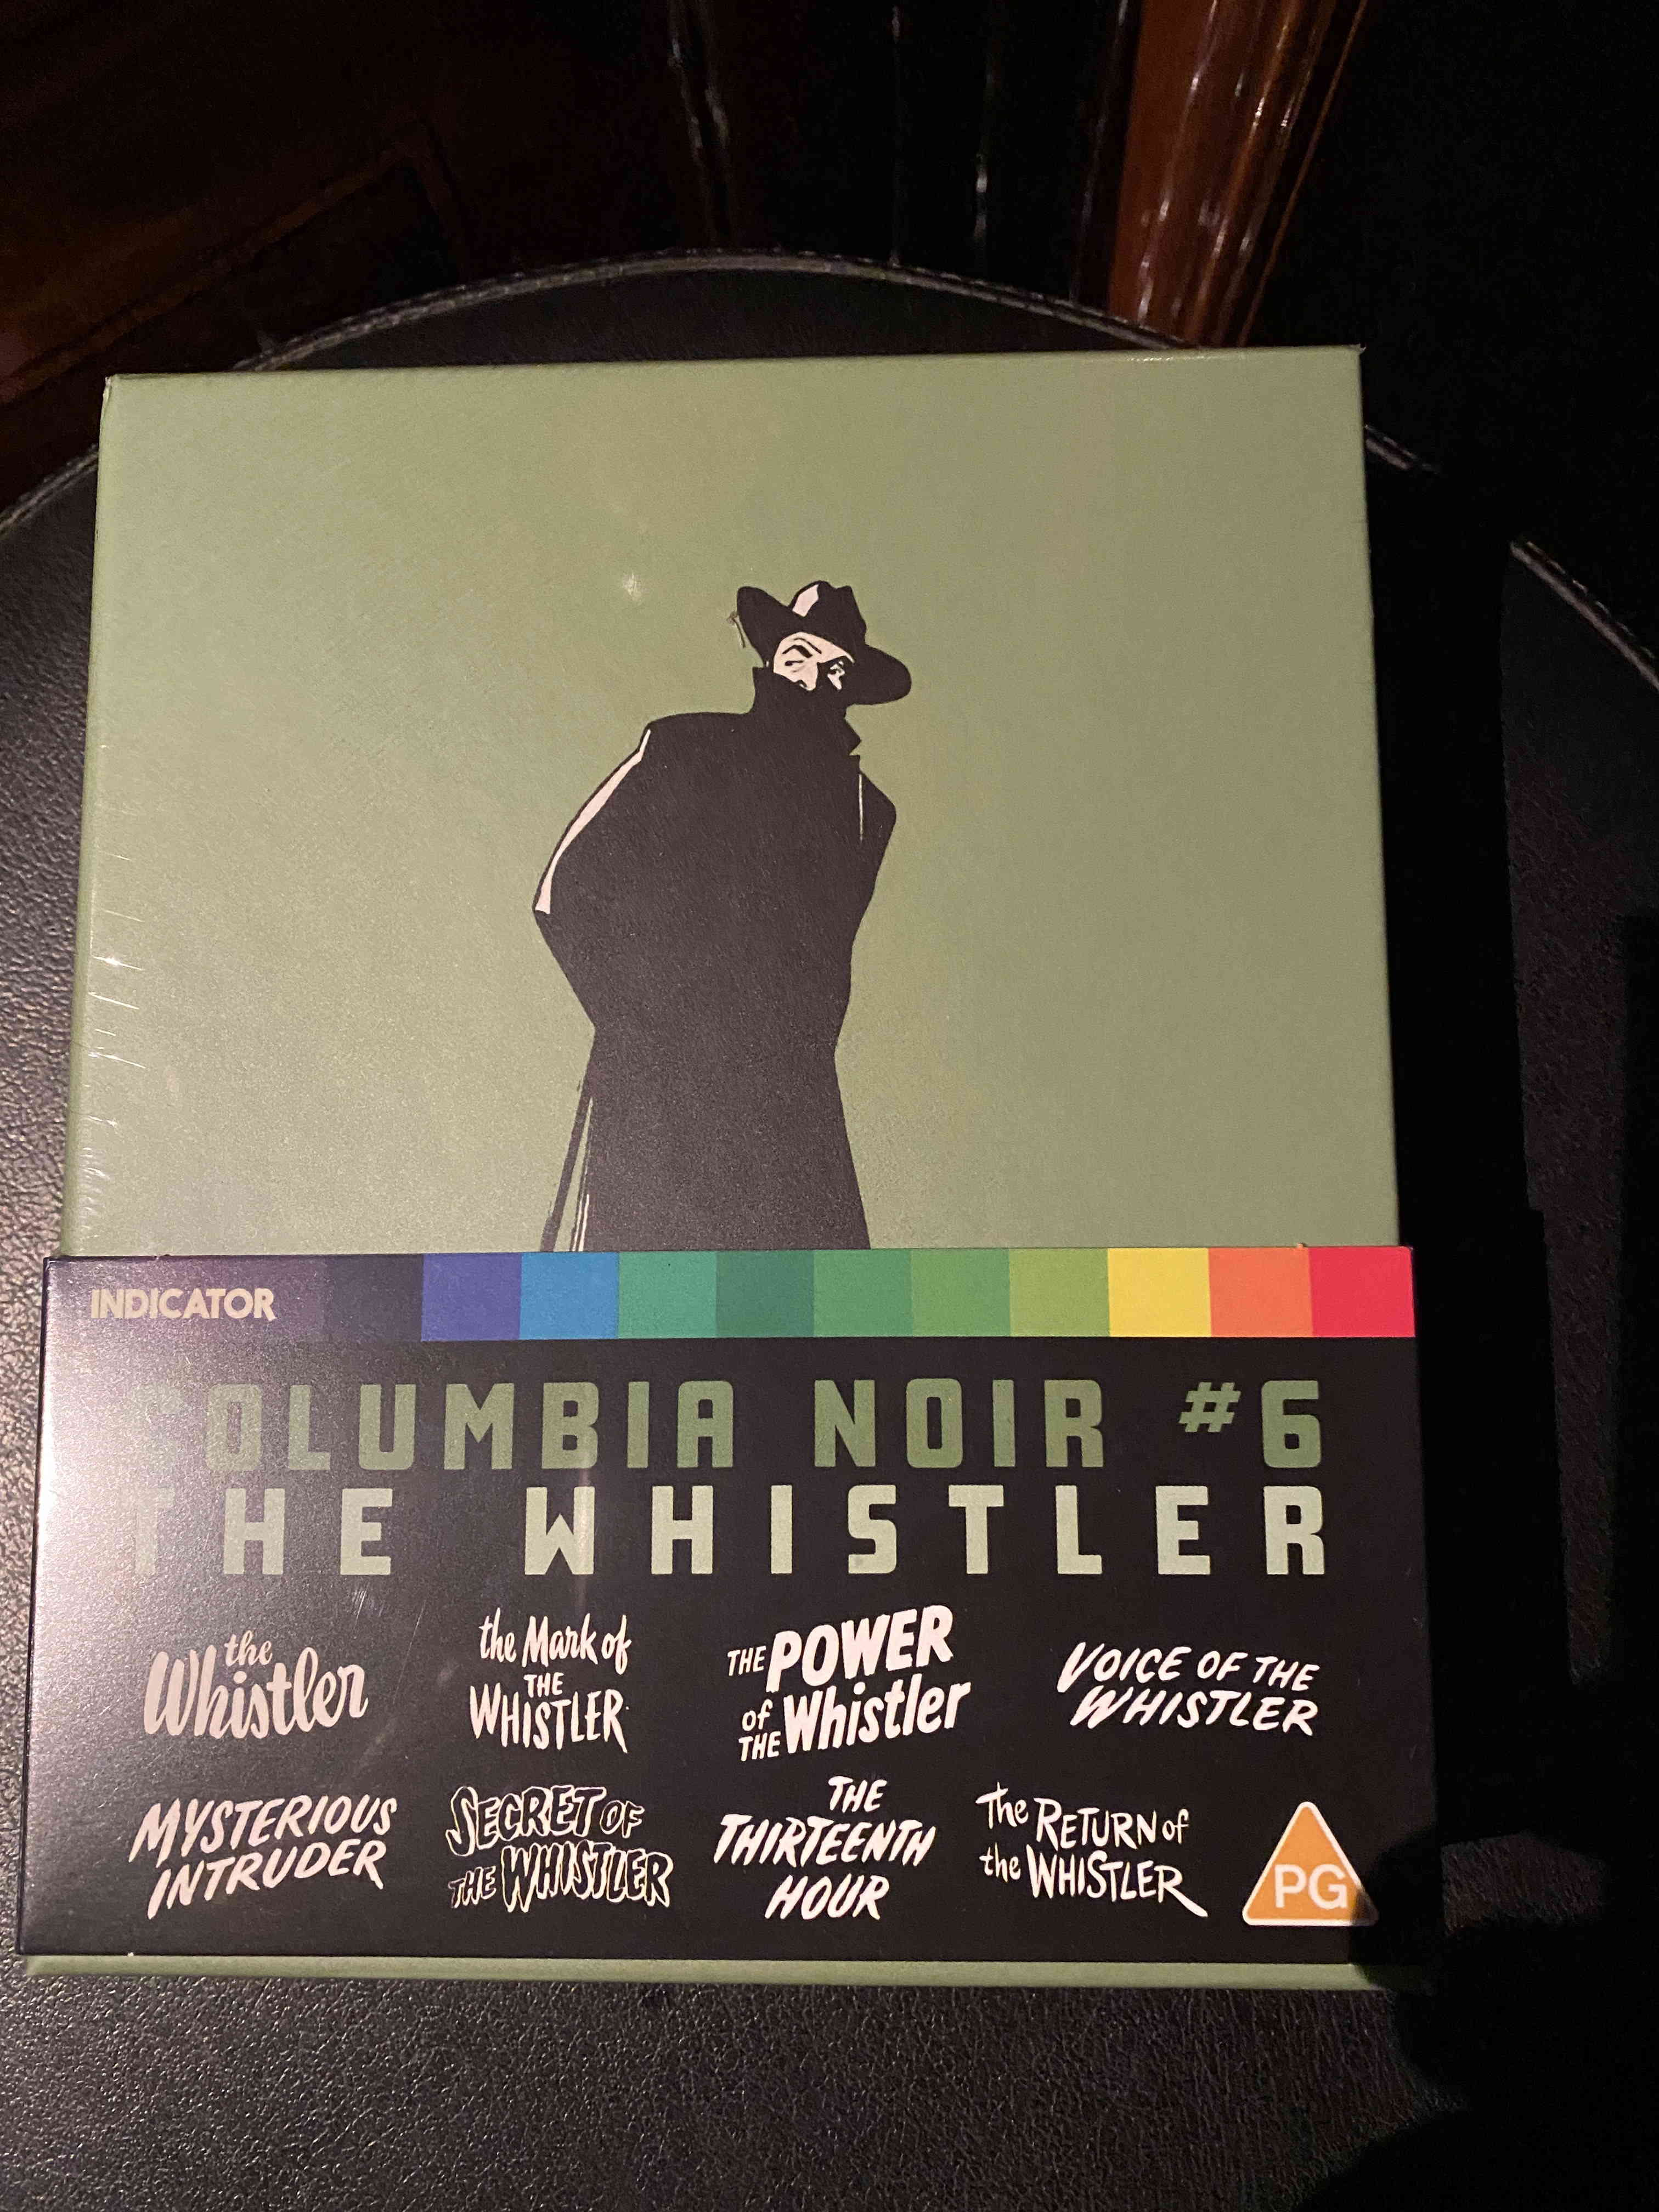 INDICATOR
COLUMBIA NOIR #6
THE WHISTLER
the
Whistler
the Mark of
THE
WHISTLER
THE POWER
of THE Whistler
VOICE OF THE
WHISTLER
MYSTERIOUS
INTRUDER
SECRET OF
THE WHISTLER
THE
THIRTEENTH
HOUR
The RETURN of
the WHISTLER
PG